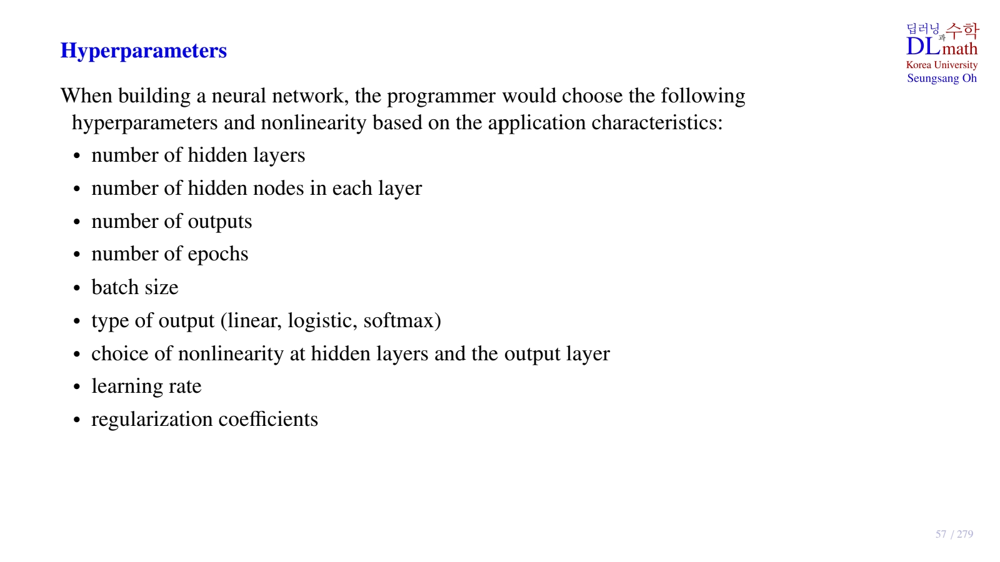 딥러닝과 수학
DL math
Korea University
Seungsang Oh
Hyperparameters
When building a neural network, the programmer would choose the following
hyperparameters and nonlinearity based on the application characteristics:
• number of hidden layers
• number of hidden nodes in each layer
• number of outputs
• number of epochs
• batch size
• type of output (linear, logistic, softmax)
• choice of nonlinearity at hidden layers and the output layer
• learning rate
• regularization coefficients
57 / 279